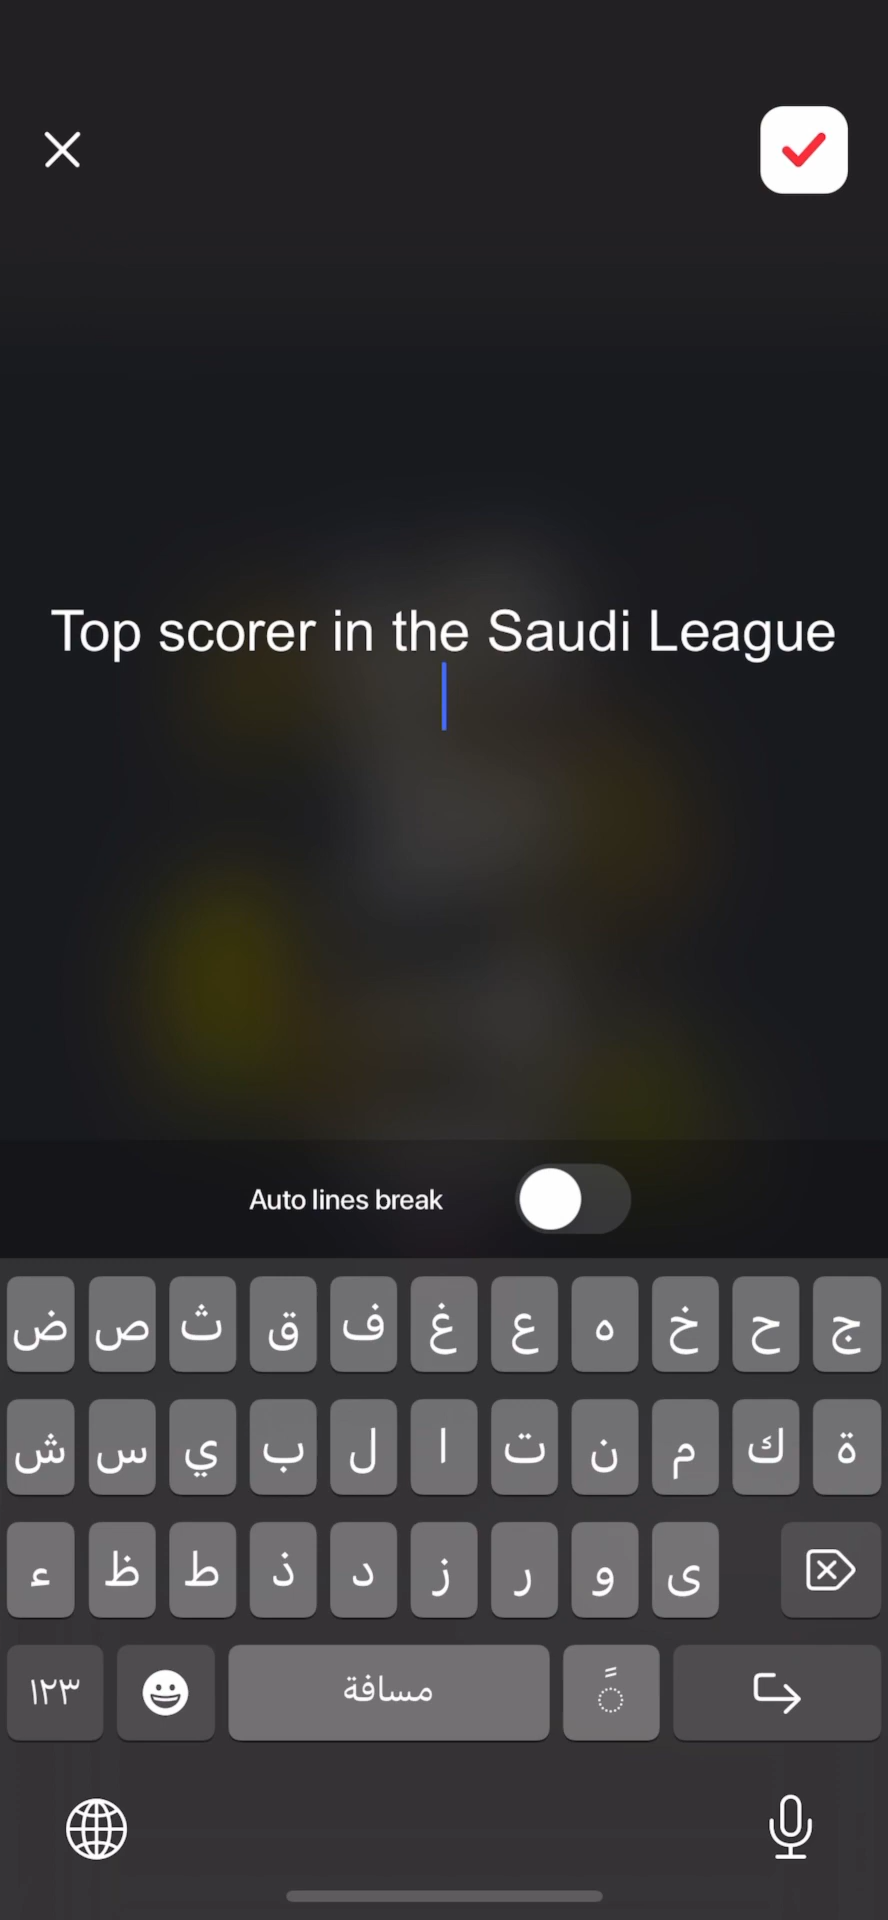 Top scorer in the Saudi League
Auto lines break
ض ص ث ق ف غ ع ه خ ح ج
ش س ي ب ل ا ت ن م ك ة
ء ظ ط ذ د ز ر و ى
١٢٣ مسافة